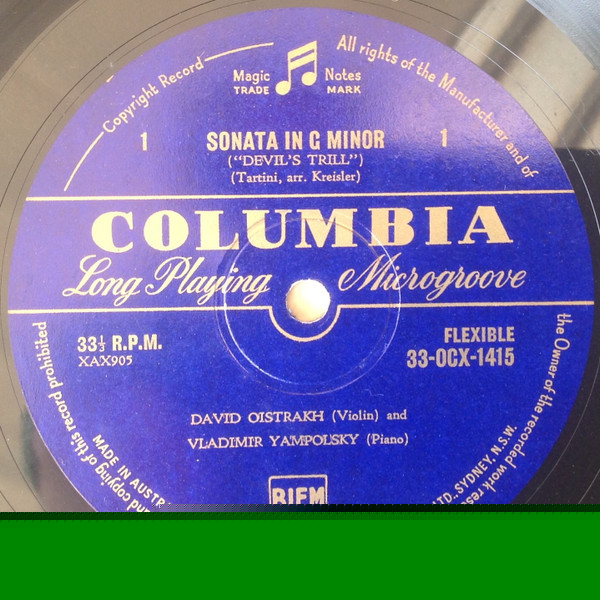 Copyright Record
All rights of the Manufacturer and of
Magic Notes
TRADE MARK
1 SONATA IN G MINOR 1
("DEVIL'S TRILL")
(Tartini, arr. Kreisler)
COLUMBIA
Long Playing Microgroove
33⅓ R.P.M.
XAX905
FLEXIBLE
33-OCX-1415
DAVID OISTRAKH (Violin) and
VLADIMIR YAMPOLSKY (Piano)
BIEM
the Owner of the recorded work
LTD. SYDNEY, N.S.W.
MADE IN
and copying of this record prohibited